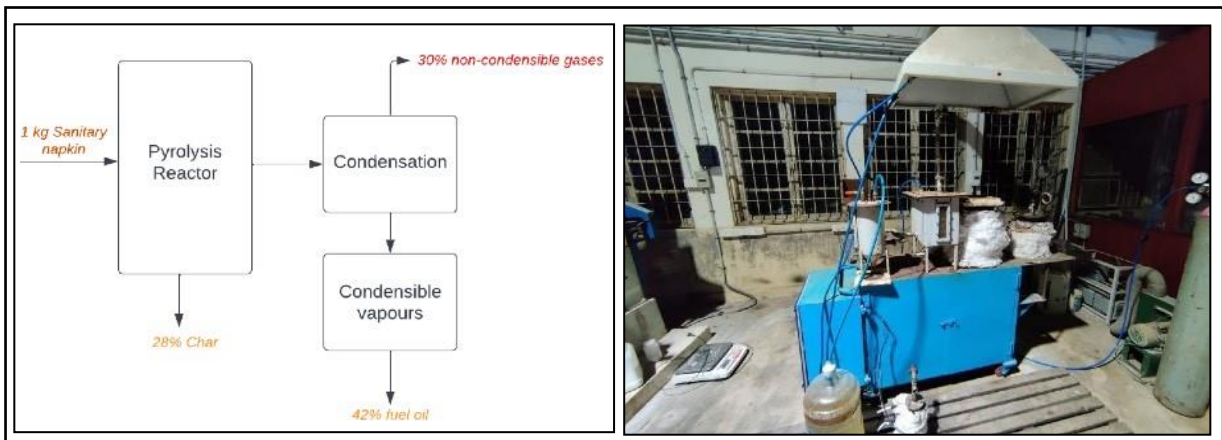 30% non-condensible gases
1 kg Sanitary
napkin
Pyrolysis
Reactor
Condensation
Condensible
vapours
28% Char
42% fuel oil